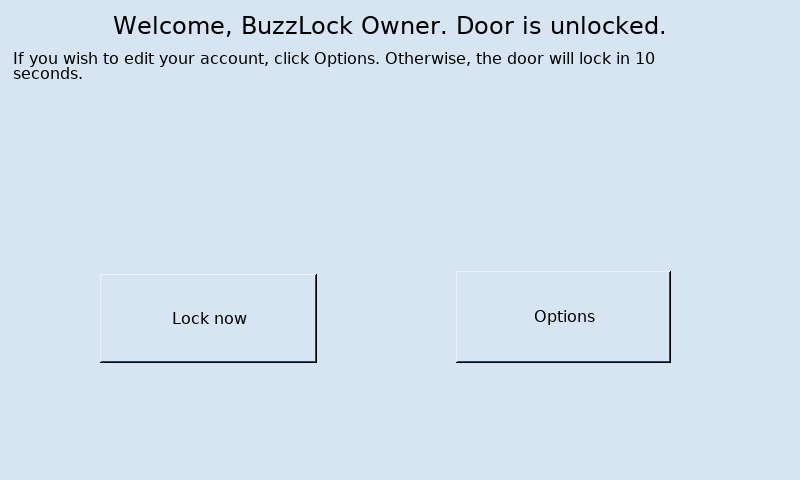 Welcome, BuzzLock Owner. Door is unlocked.
If you wish to edit your account, click Options. Otherwise, the door will lock in 10
seconds.
Lock now
Options